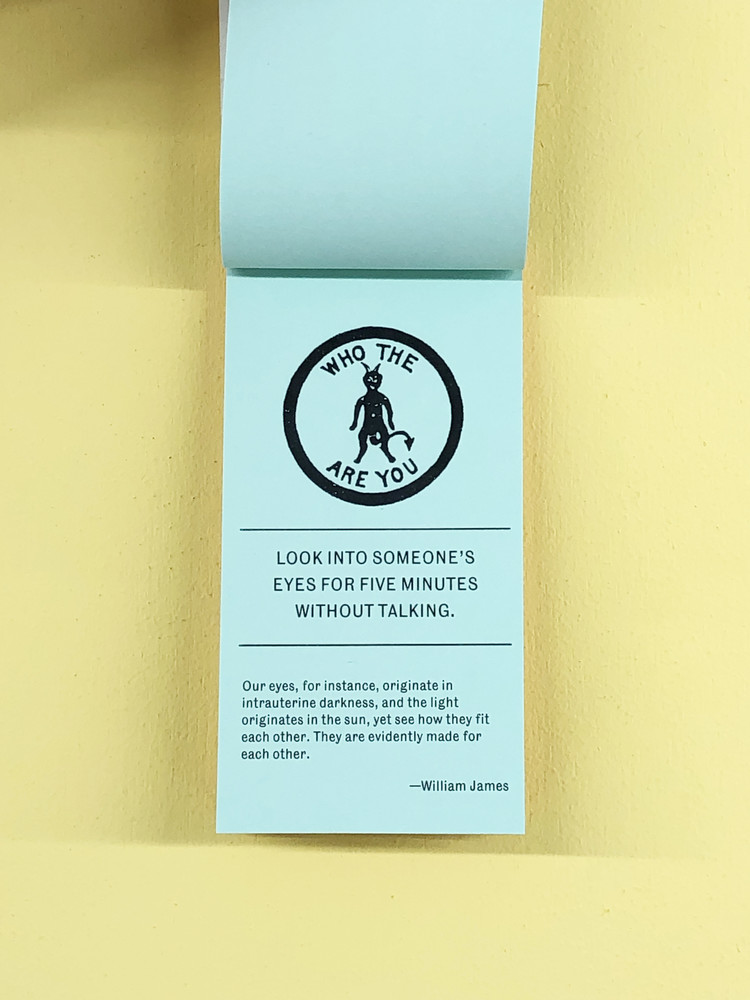 WHO THE
ARE YOU
LOOK INTO SOMEONE'S
EYES FOR FIVE MINUTES
WITHOUT TALKING.
Our eyes, for instance, originate in
intrauterine darkness, and the light
originates in the sun, yet see how they fit
each other. They are evidently made for
each other.
—William James